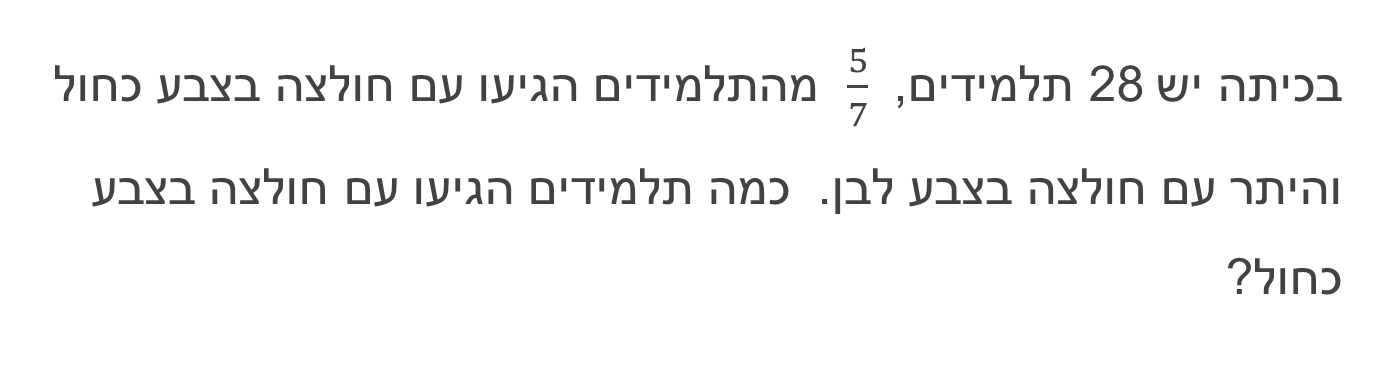 בכיתה יש 28 תלמידים, 5/7 מהתלמידים הגיעו עם חולצה בצבע כחול
והיתר עם חולצה בצבע לבן. כמה תלמידים הגיעו עם חולצה בצבע
כחול?